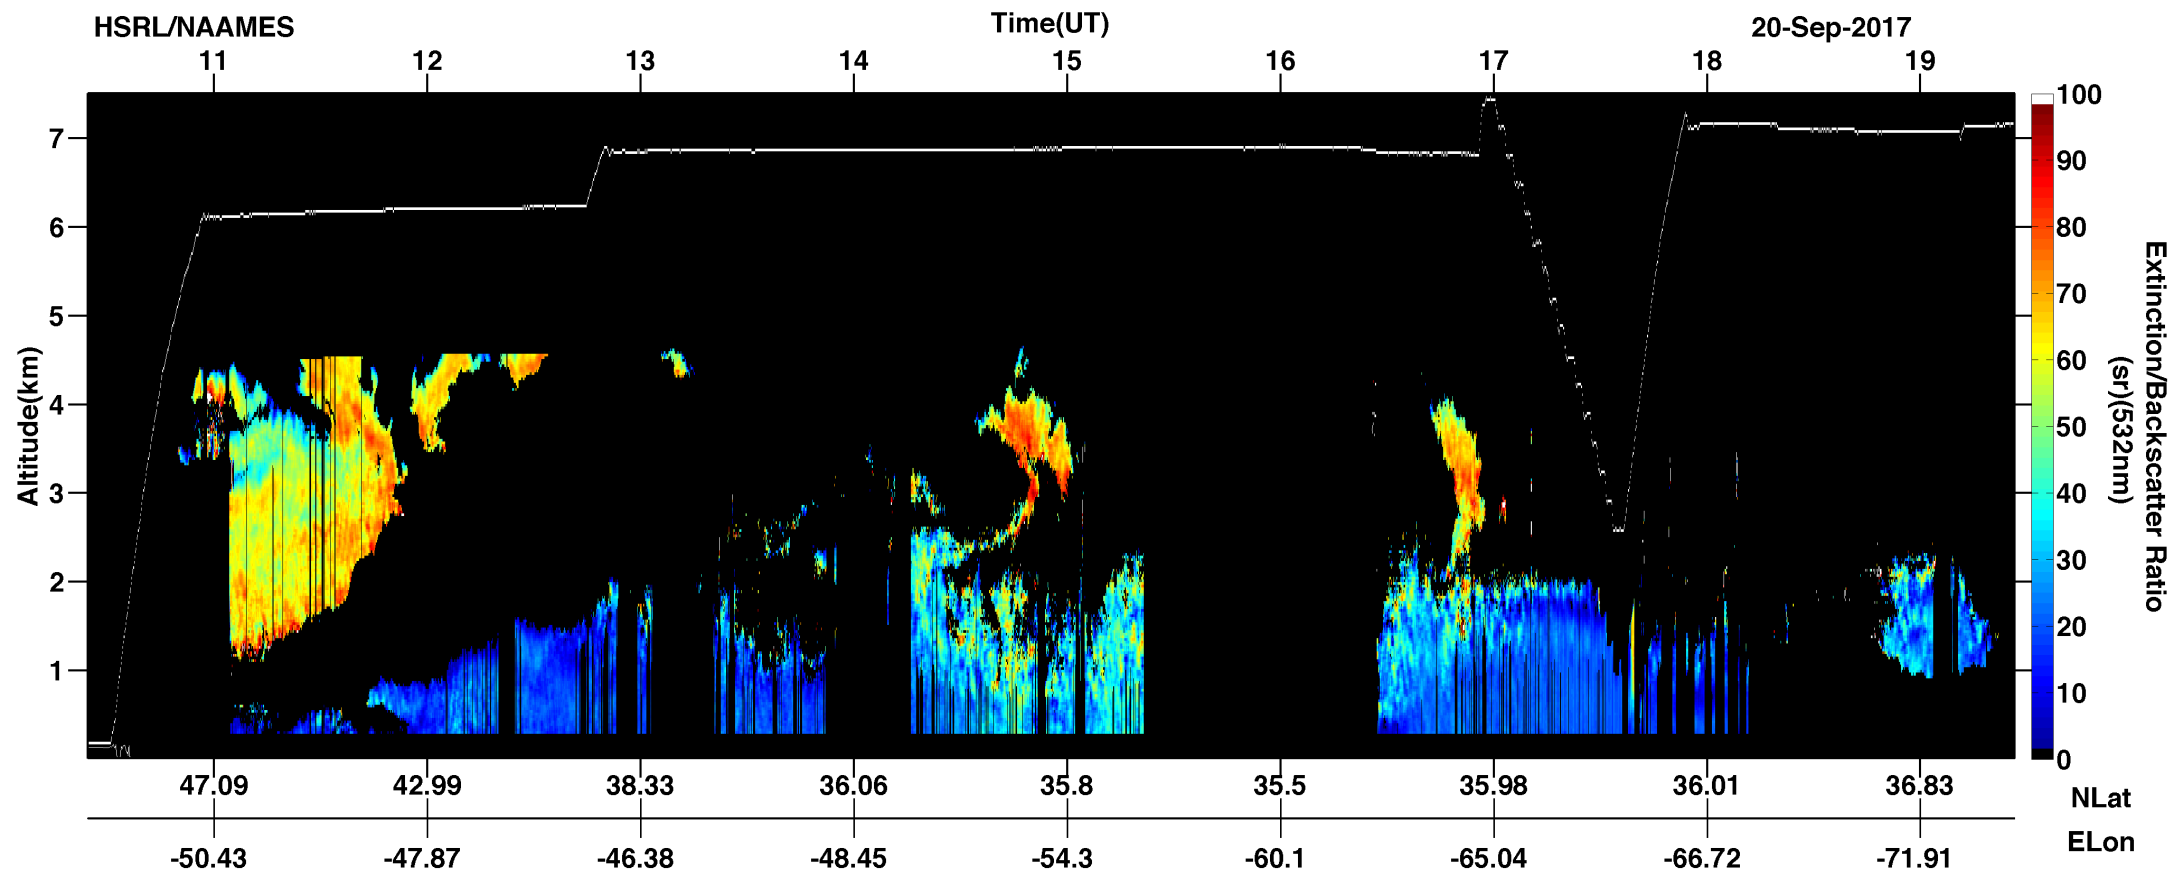 HSRL/NAAMES Time(UT) 20-Sep-2017
11 12 13 14 15 16 17 18 19
7
6
5
4
3
2
1
Altitude(km)
100
90
80
70
60
50
40
30
20
10
0
Extinction/Backscatter Ratio
(sr)(532nm)
47.09 42.99 38.33 36.06 35.8 35.5 35.98 36.01 36.83 NLat
-50.43 -47.87 -46.38 -48.45 -54.3 -60.1 -65.04 -66.72 -71.91 ELon